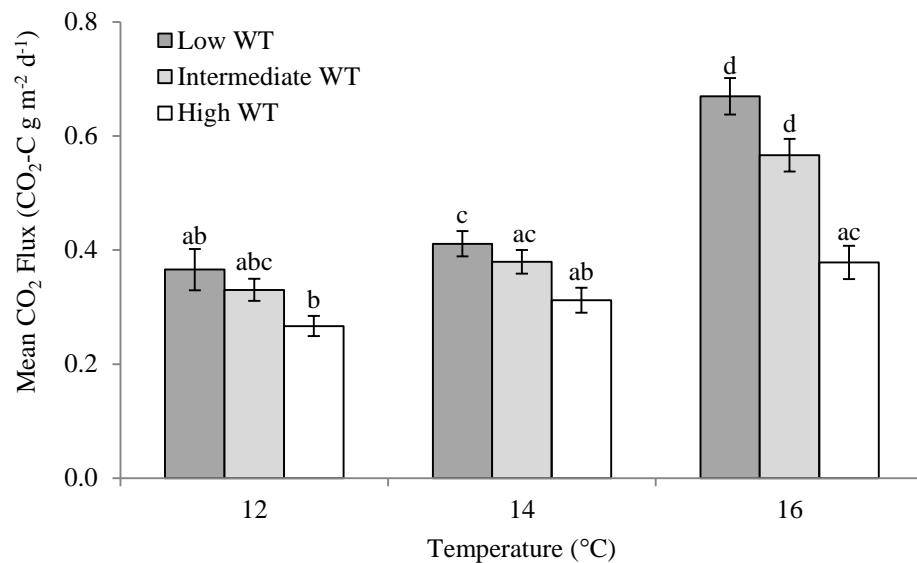 Mean CO₂ Flux (CO₂-C g m⁻² d⁻¹)
0.8
0.6
0.4
0.2
0.0
Low WT
Intermediate WT
High WT
ab
abc
b
c
ac
ab
d
d
ac
12 14 16
Temperature (°C)